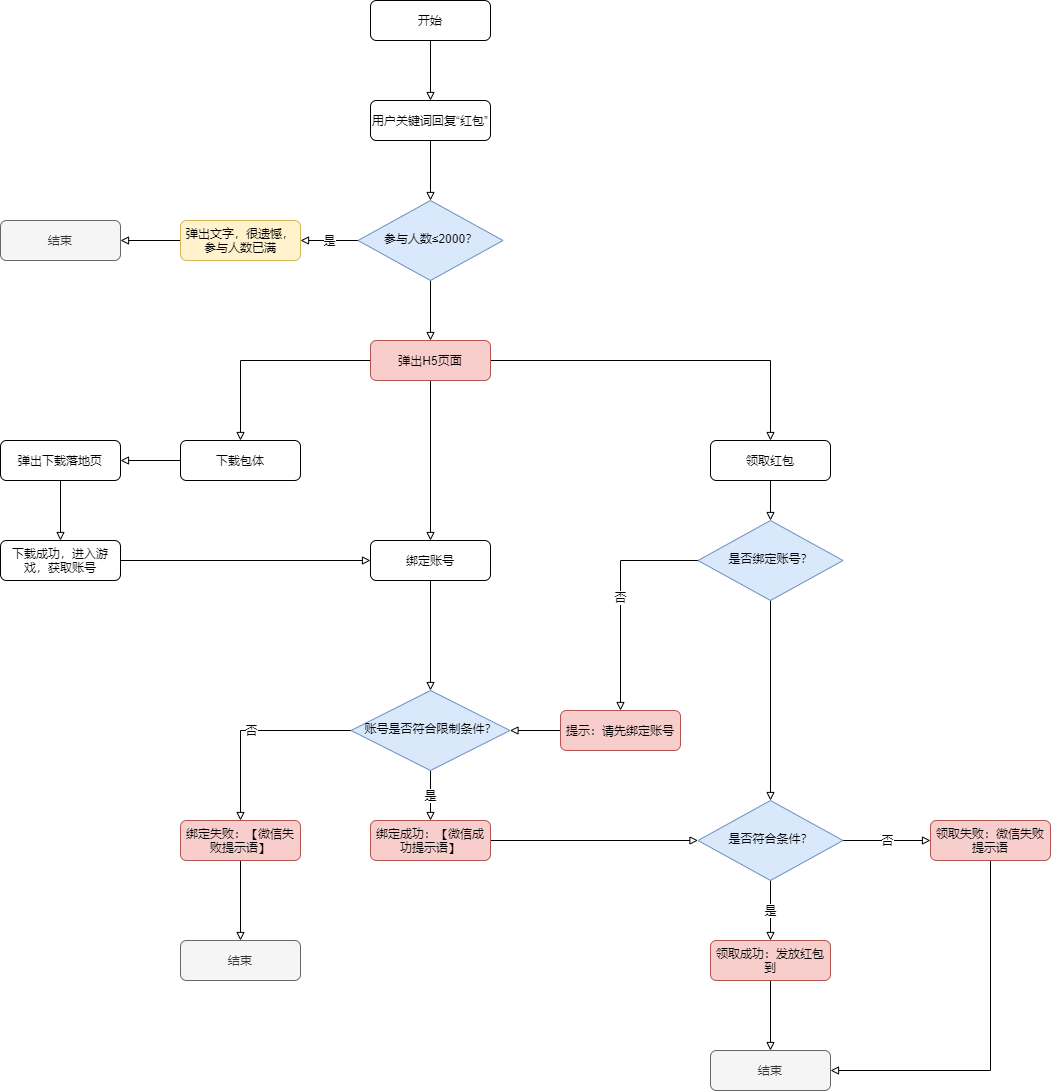 开始
用户关键词回复“红包”
参与人数≤2000?
是
弹出文字，很遗憾，
参与人数已满
结束
弹出H5页面
弹出下载落地页
下载包体
领取红包
下载成功，进入游
戏，获取账号
绑定账号
是否绑定账号?
否
账号是否符合限制条件?
提示：请先绑定账号
否
是
绑定失败：【微信失
败提示语】
绑定成功：【微信成
功提示语】
是否符合条件?
否
领取失败：微信失败
提示语
是
结束
领取成功：发放红包
到
结束